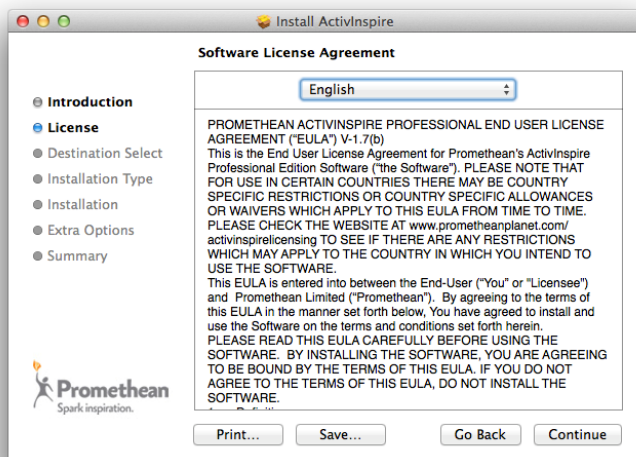 Install ActivInspire
Software License Agreement
English
Introduction
License
Destination Select
Installation Type
Installation
Extra Options
Summary
PROMETHEAN ACTIVINSPIRE PROFESSIONAL END USER LICENSE
AGREEMENT (“EULA”) V-1.7(b)
This is the End User License Agreement for Promethean's ActivInspire
Professional Edition Software (“the Software”). PLEASE NOTE THAT
FOR USE IN CERTAIN COUNTRIES THERE MAY BE COUNTRY
SPECIFIC RESTRICTIONS OR COUNTRY SPECIFIC ALLOWANCES
OR WAIVERS WHICH APPLY TO THIS EULA FROM TIME TO TIME.
PLEASE CHECK THE WEBSITE AT www.prometheanplanet.com/
activinspirelicensing TO SEE IF THERE ARE ANY RESTRICTIONS
WHICH MAY APPLY TO THE COUNTRY IN WHICH YOU INTEND TO
USE THE SOFTWARE.
This EULA is entered into between the End-User (“You” or "Licensee”)
and Promethean Limited (“Promethean”). By agreeing to the terms of
this EULA in the manner set forth below, You have agreed to install and
use the Software on the terms and conditions set forth herein.
PLEASE READ THIS EULA CAREFULLY BEFORE USING THE
SOFTWARE. BY INSTALLING THE SOFTWARE, YOU ARE AGREEING
TO BE BOUND BY THE TERMS OF THIS EULA. IF YOU DO NOT
AGREE TO THE TERMS OF THIS EULA, DO NOT INSTALL THE
SOFTWARE.
Promethean
Spark inspiration.
Print...
Save...
Go Back
Continue